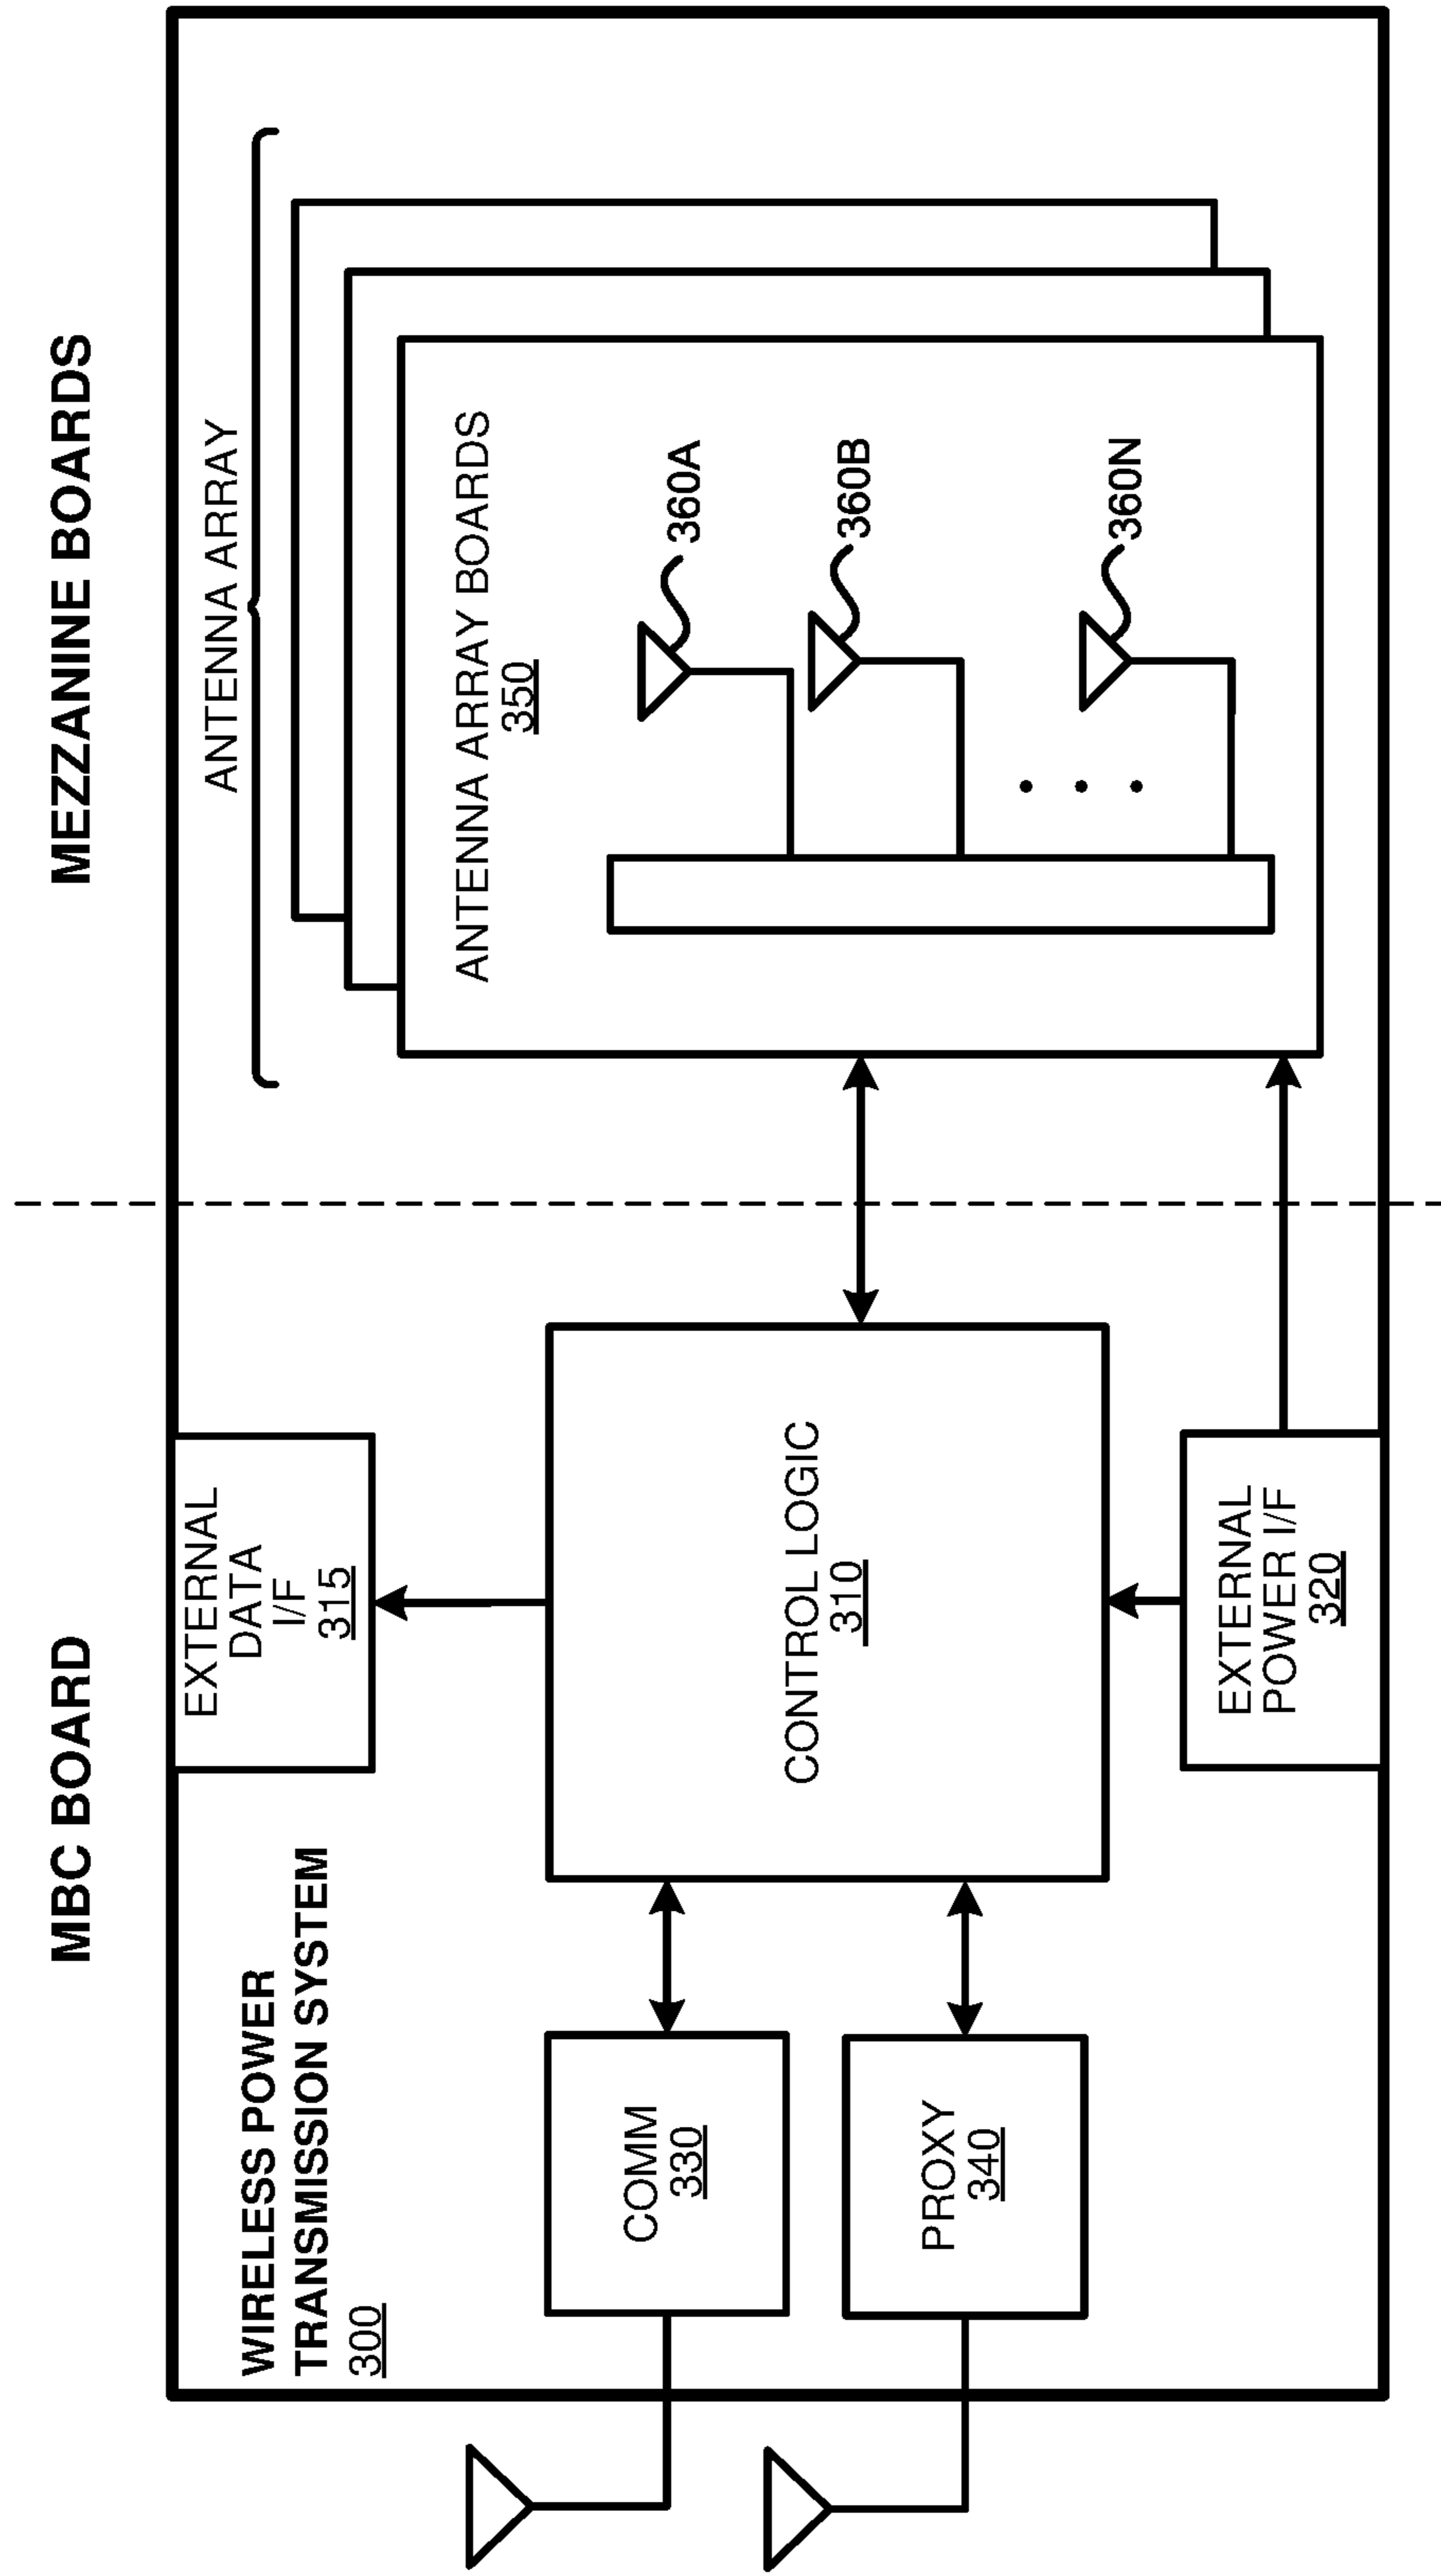 MBC BOARD
MEZZANINE BOARDS
WIRELESS POWER
TRANSMISSION SYSTEM
300
EXTERNAL
DATA
I/F
315
ANTENNA ARRAY
ANTENNA ARRAY BOARDS
350
360A
360B
360N
COMM
330
PROXY
340
CONTROL LOGIC
310
EXTERNAL
POWER I/F
320